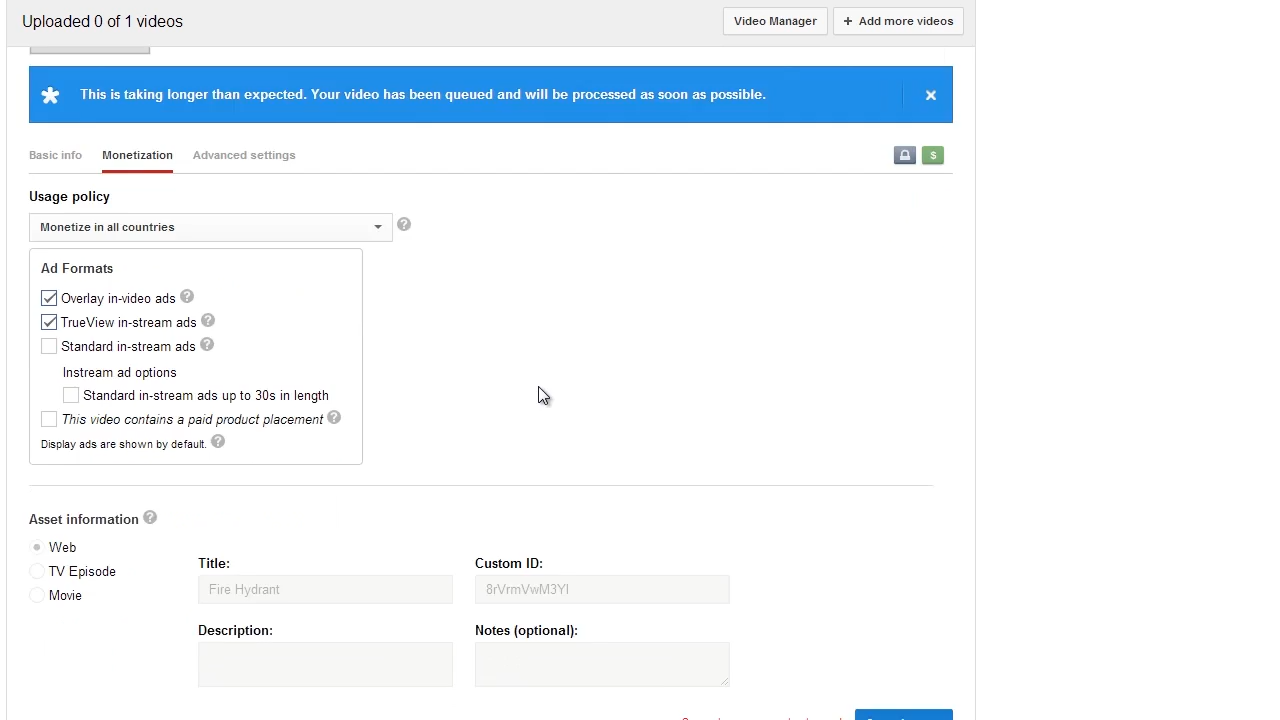 Uploaded 0 of 1 videos
Video Manager
+ Add more videos
This is taking longer than expected. Your video has been queued and will be processed as soon as possible.
Basic info Monetization Advanced settings
$
Usage policy
Monetize in all countries
?
Ad Formats
Overlay in-video ads ?
TrueView in-stream ads ?
Standard in-stream ads ?
Instream ad options
Standard in-stream ads up to 30s in length
This video contains a paid product placement ?
Display ads are shown by default. ?
Asset information ?
Web
TV Episode
Movie
Title:
Custom ID:
Fire Hydrant
8rVrmVwM3YI
Description:
Notes (optional):